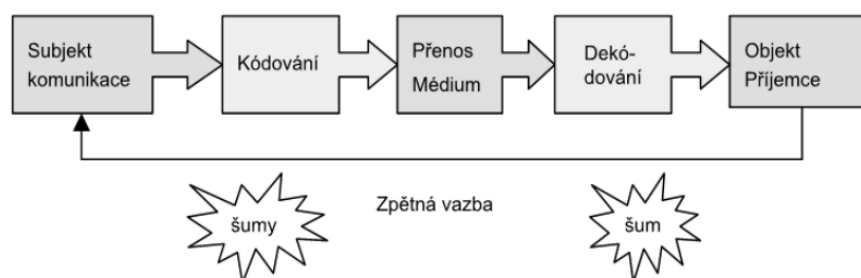 Subjekt
komunikace
Kódování
Přenos
Médium
Dekó-
dování
Objekt
Příjemce
Zpětná vazba
šumy
šum